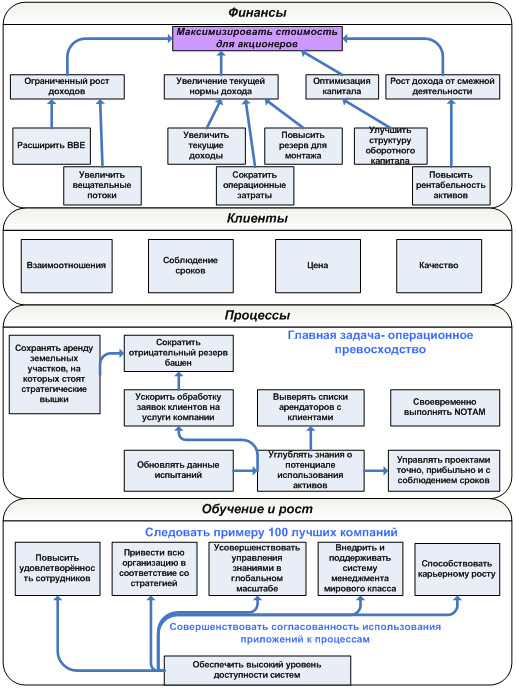 Финансы
Максимизировать стоимость
для акционеров
Ограниченный рост
доходов
Увеличение текущей
нормы дохода
Оптимизация
капитала
Рост дохода от смежной
деятельности
Расширить BBE
Увеличить
текущие
доходы
Повысить
резерв для
монтажа
Улучшить
структуру
оборотного
капитала
Увеличить
вещательные
потоки
Сократить
операционные
затраты
Повысить
рентабельность
активов
Клиенты
Взаимоотношения
Соблюдение
сроков
Цена
Качество
Процессы
Главная задача- операционное
превосходство
Сохранять аренду
земельных
участков, на
которых стоят
стратегические
вышки
Сократить
отрицательный резерв
башен
Ускорить обработку
заявок клиентов на
услуги компании
Выверять списки
арендаторов с
клиентами
Своевременно
выполнять NOTAM
Обновлять данные
испытаний
Углублять знания о
потенциале
использования
активов
Управлять проектами
точно, прибыльно и с
соблюдением сроков
Обучение и рост
Следовать примеру 100 лучших компаний
Повысить
удовлетворённос
ть сотрудников
Привести всю
организацию в
соответствие со
стратегией
Усовершенствовать
управления
знаниями в
глобальном
масштабе
Внедрить и
поддерживать
систему
менеджмента
мирового класса
Способствовать
карьерному росту
Совершенствовать согласованность использования
приложений к процессам
Обеспечить высокий уровень
доступности систем